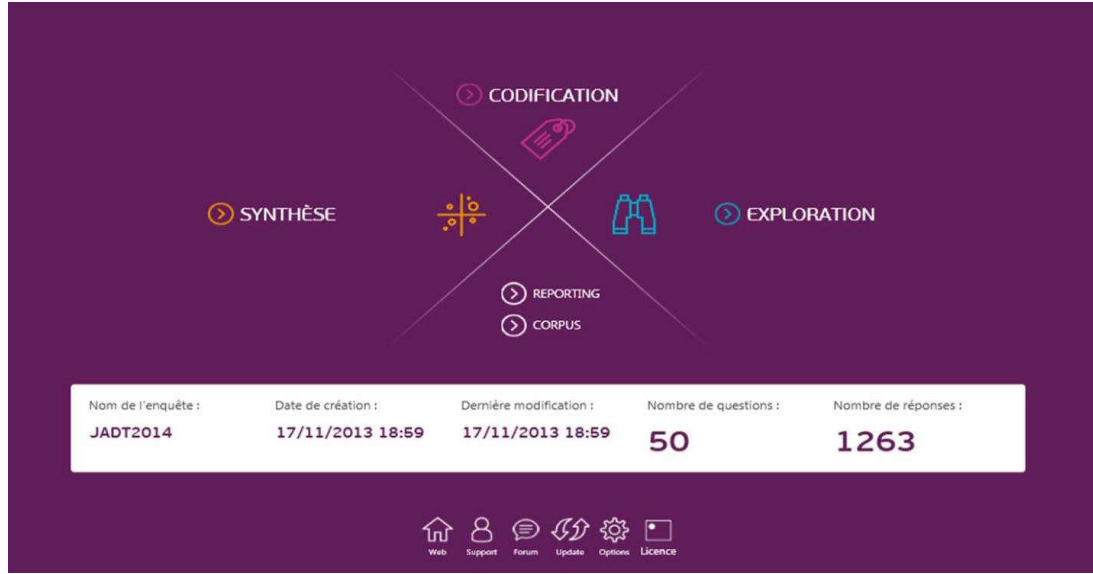 CODIFICATION
SYNTHÈSE
EXPLORATION
REPORTING
CORPUS
Nom de l'enquête :
JADT2014
Date de création :
17/11/2013 18:59
Dernière modification :
17/11/2013 18:59
Nombre de questions :
50
Nombre de réponses :
1263
Web
Support
Forum
Update
Options
Licence